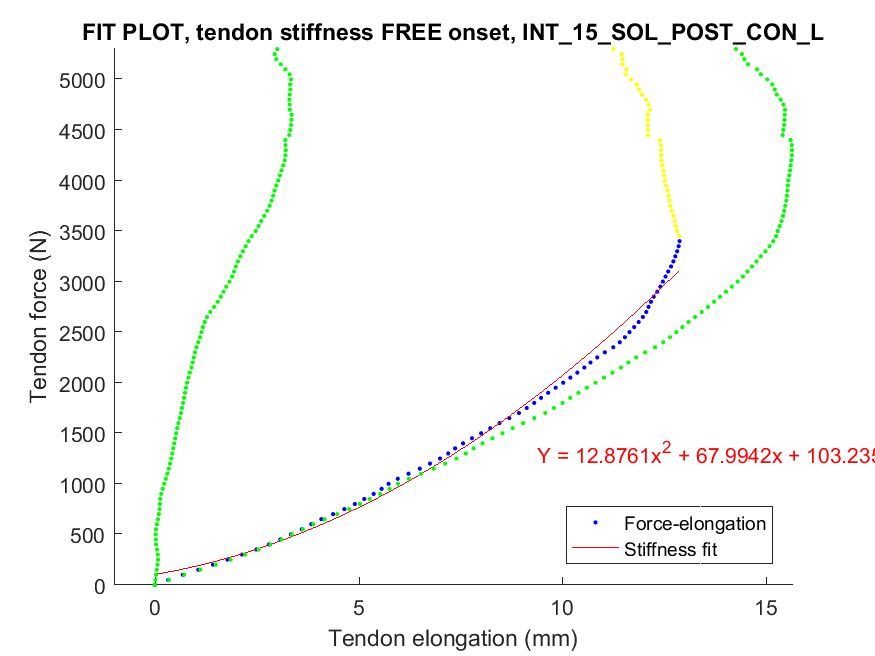 FIT PLOT, tendon stiffness FREE onset, INT_15_SOL_POST_CON_L
5000
4500
4000
3500
3000
2500
2000
1500
1000
500
0
Tendon force (N)
Y = 12.8761x² + 67.9942x + 103.235
Force-elongation
Stiffness fit
0 5 10 15
Tendon elongation (mm)